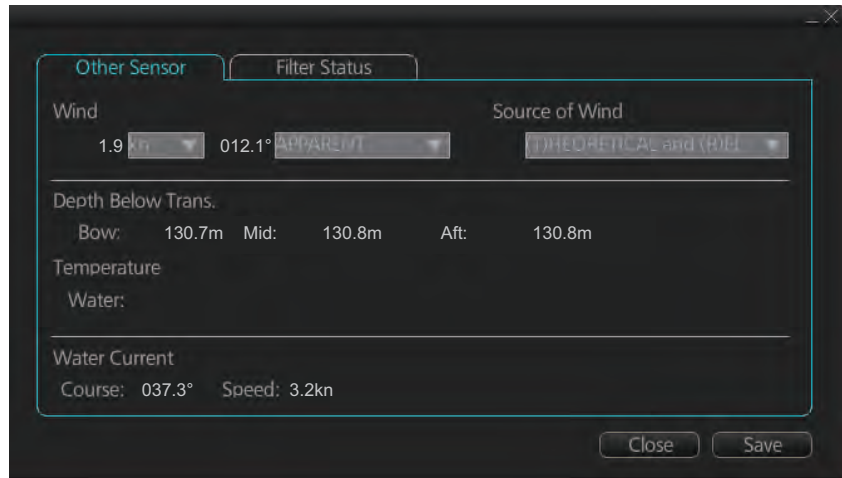 Other Sensor Filter Status
Wind Source of Wind
1.9 kn 012.1° APPARENT (T)HEORETICAL and (R)EL
Depth Below Trans.
Bow: 130.7m Mid: 130.8m Aft: 130.8m
Temperature
Water:
Water Current
Course: 037.3° Speed: 3.2kn
Close Save